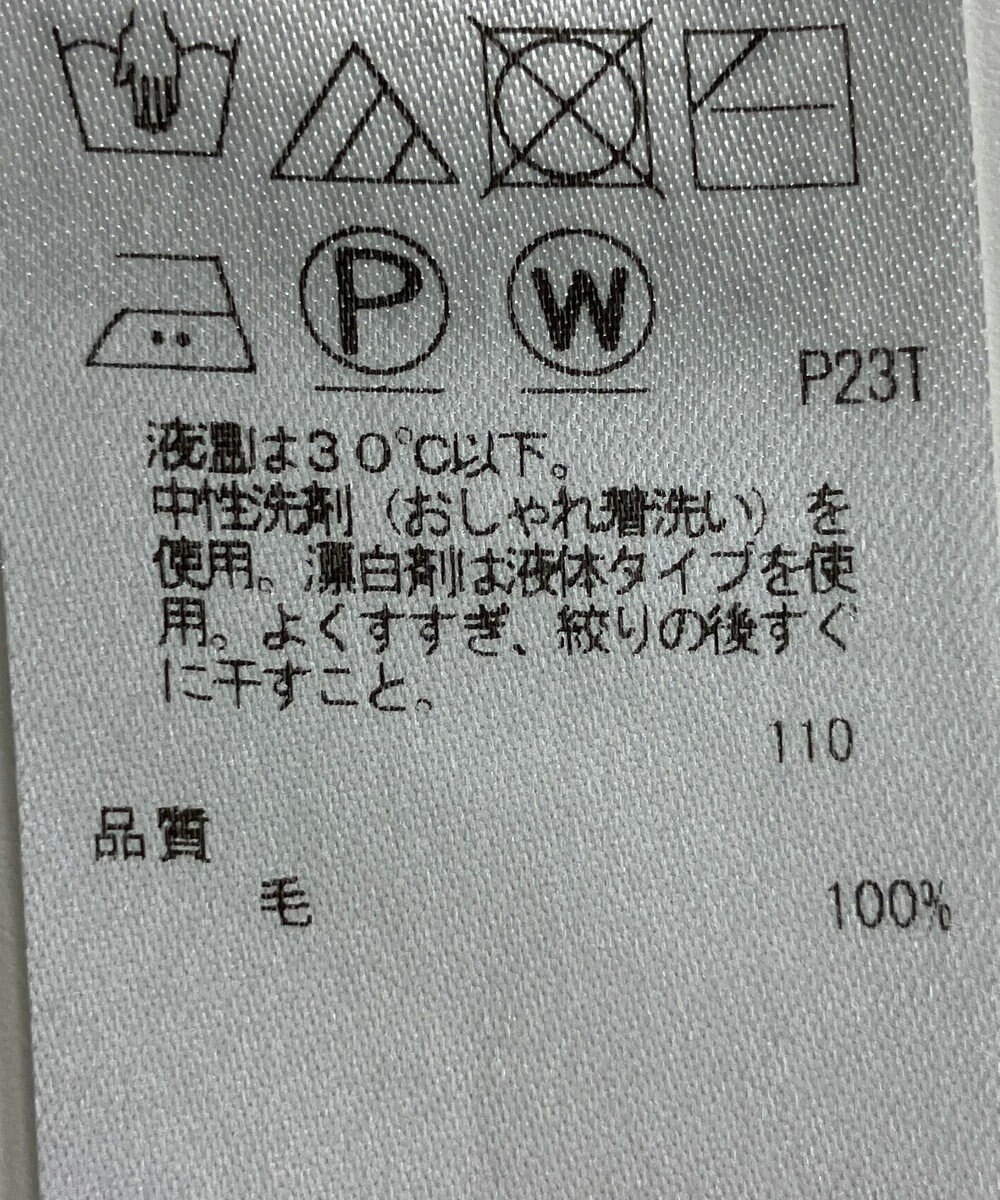 P W
P23T
液温は３０℃以下。
中性洗剤（おしゃれ着洗い）を
使用。漂白剤は液体タイプを使
用。よくすすぎ、絞りの後すぐ
に干すこと。
110
品質
毛 100%